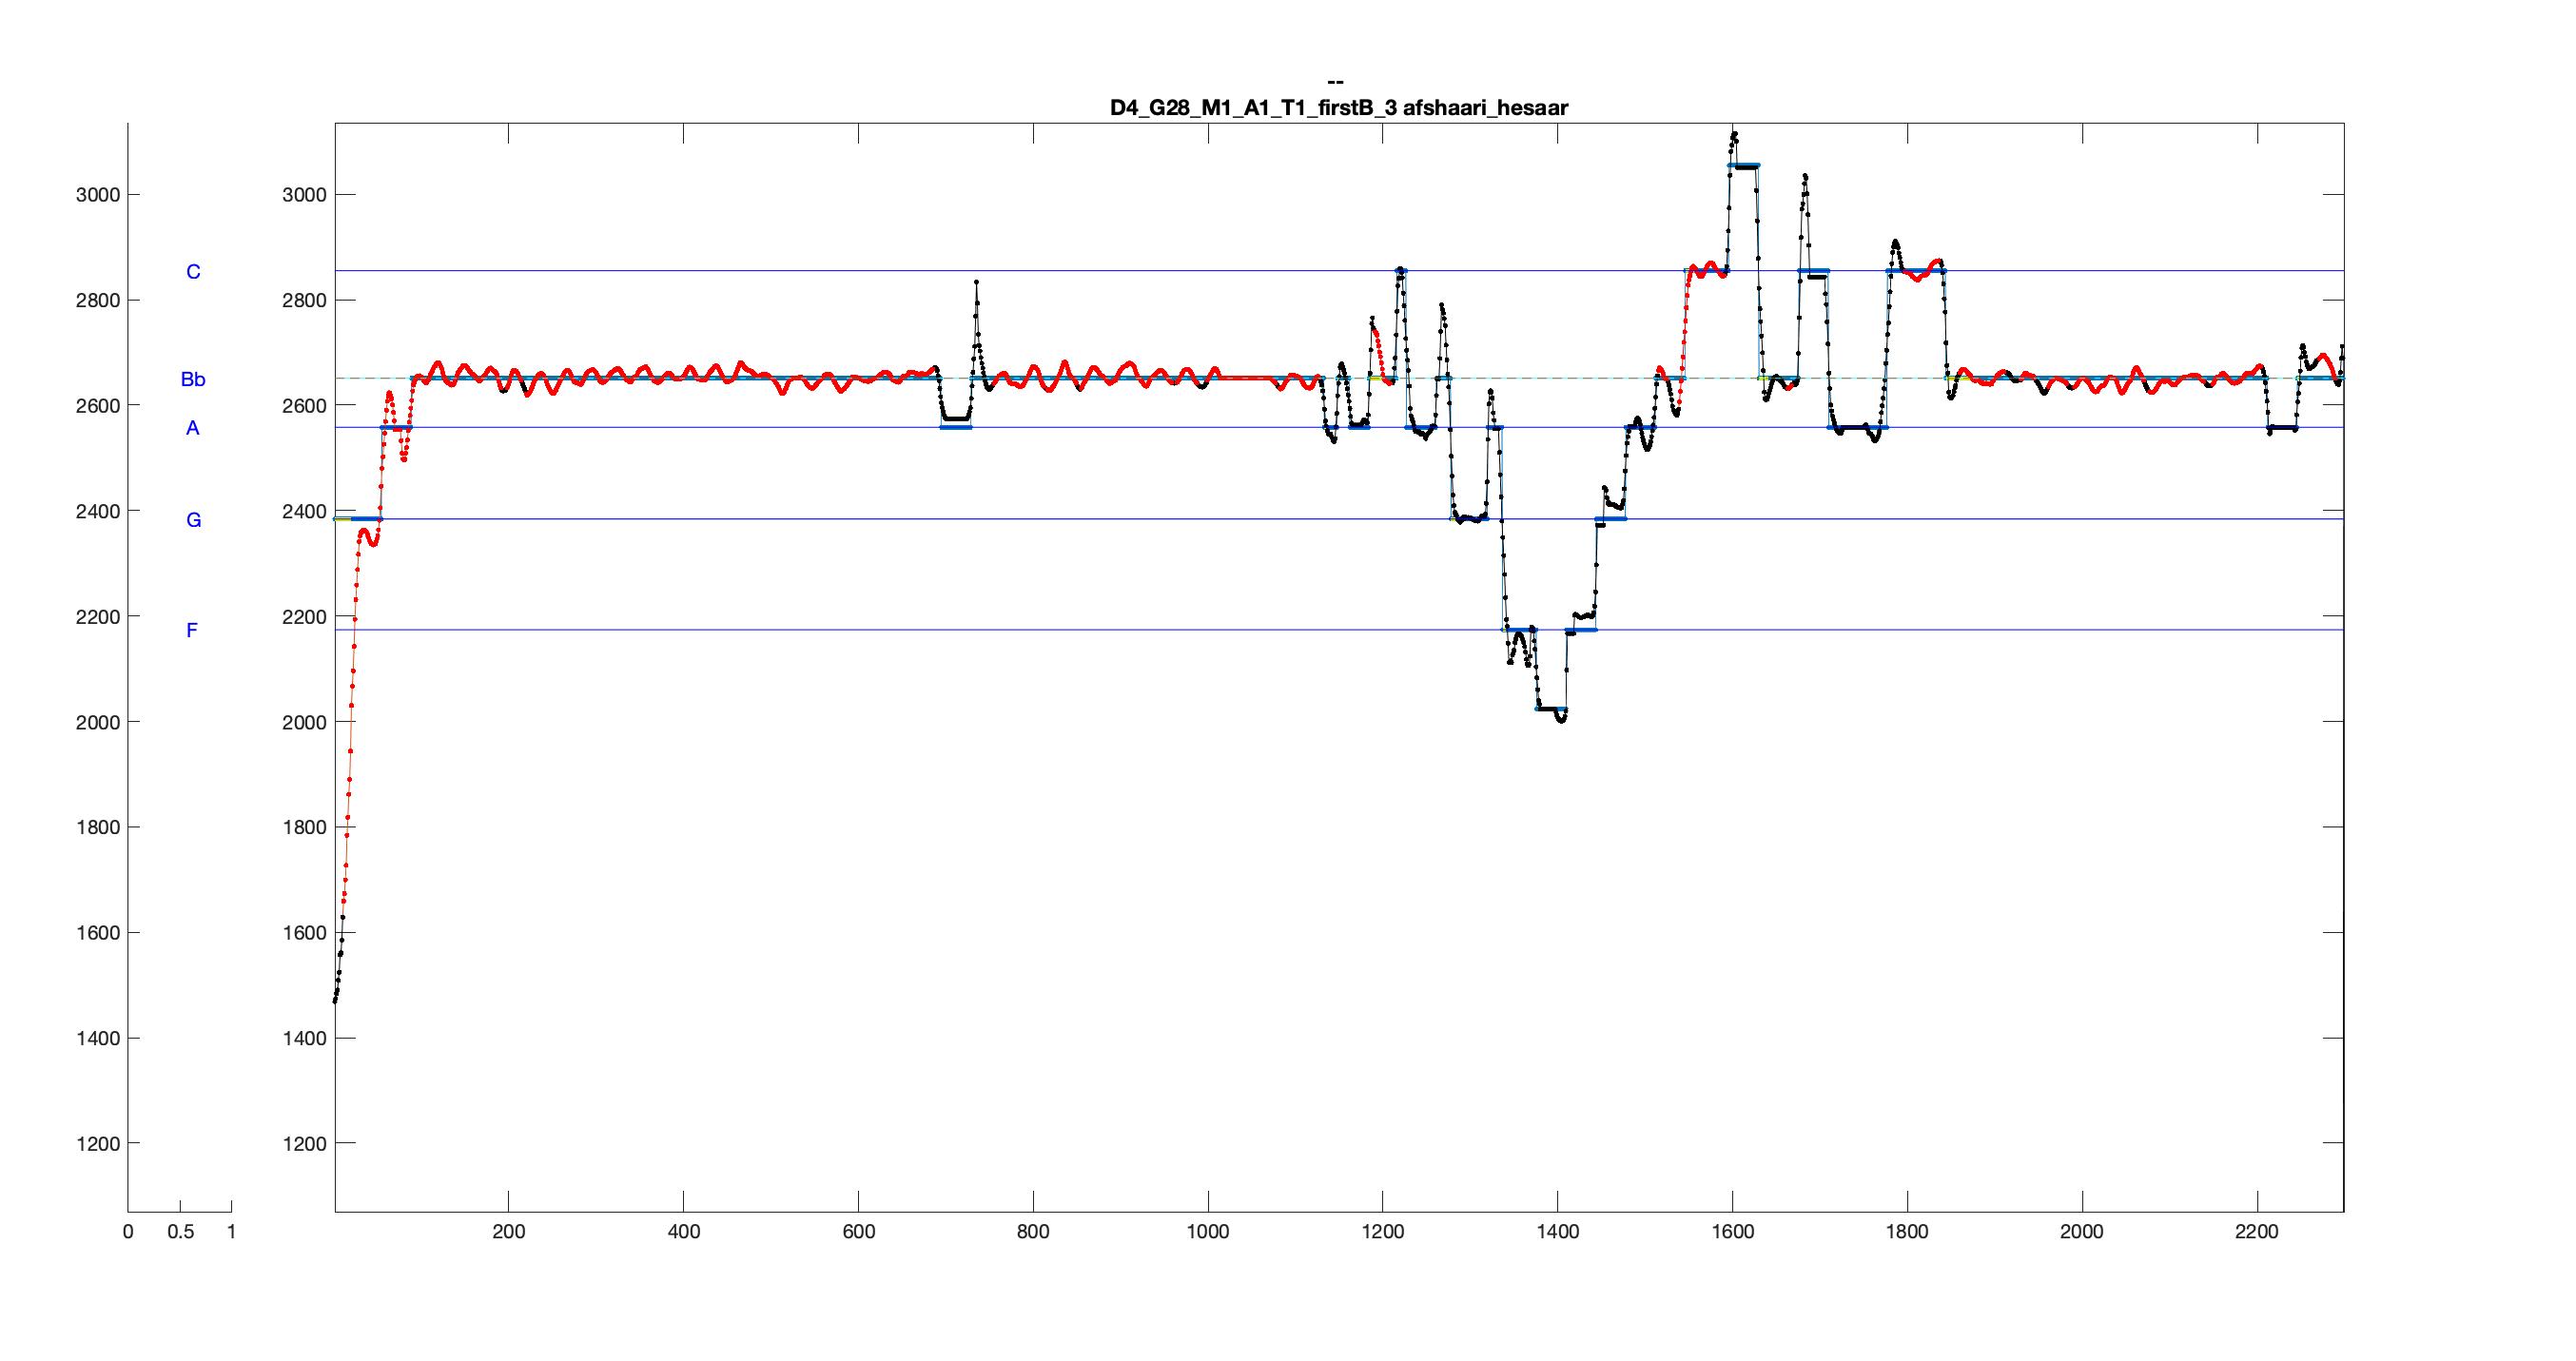 --
D4_G28_M1_A1_T1_firstB_3 afshaari_hesaar
3000 3000
C
2800 2800
Bb
2600 2600
A
2400 G 2400
2200 2200
F
2000 2000
1800 1800
1600 1600
1400 1400
1200 1200
0 0.5 1 200 400 600 800 1000 1200 1400 1600 1800 2000 2200